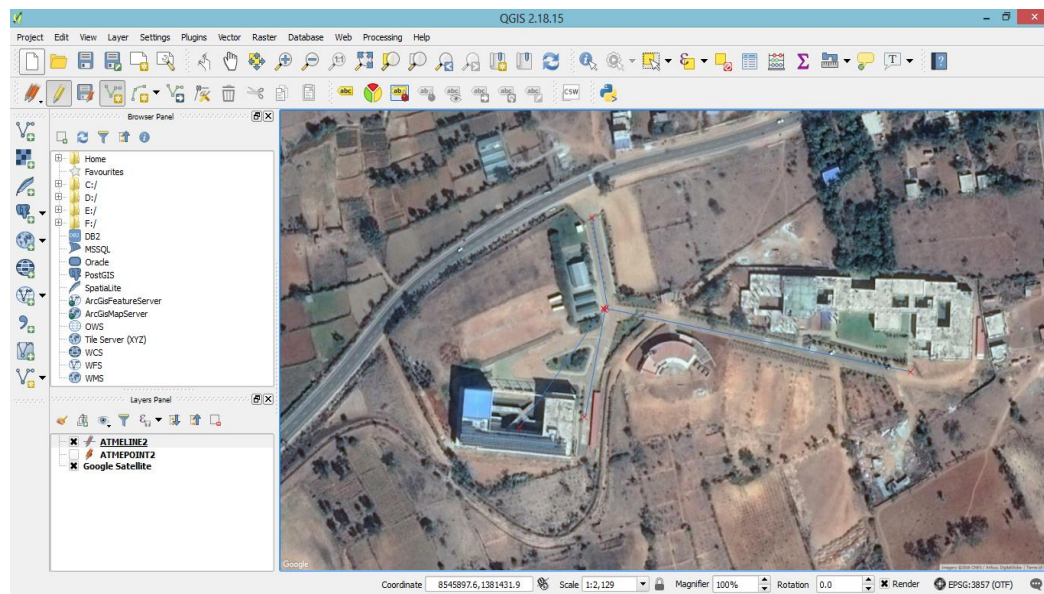 QGIS 2.18.15
Project Edit View Layer Settings Plugins Vector Raster Database Web Processing Help
abc
CSW
Browser Panel
Home
Favourites
C:/
D:/
E:/
F:/
DB2
MSSQL
Oracle
PostGIS
SpatiaLite
ArcGisFeatureServer
ArcGisMapServer
OWS
Tile Server (XYZ)
WCS
WFS
WMS
Layers Panel
ATMELINE2
ATMEPOINT2
Google Satellite
Google
Coordinate 8545897.6,1381431.9 Scale 1:2,129 Magnifier 100% Rotation 0.0 Render EPSG:3857 (OTF)